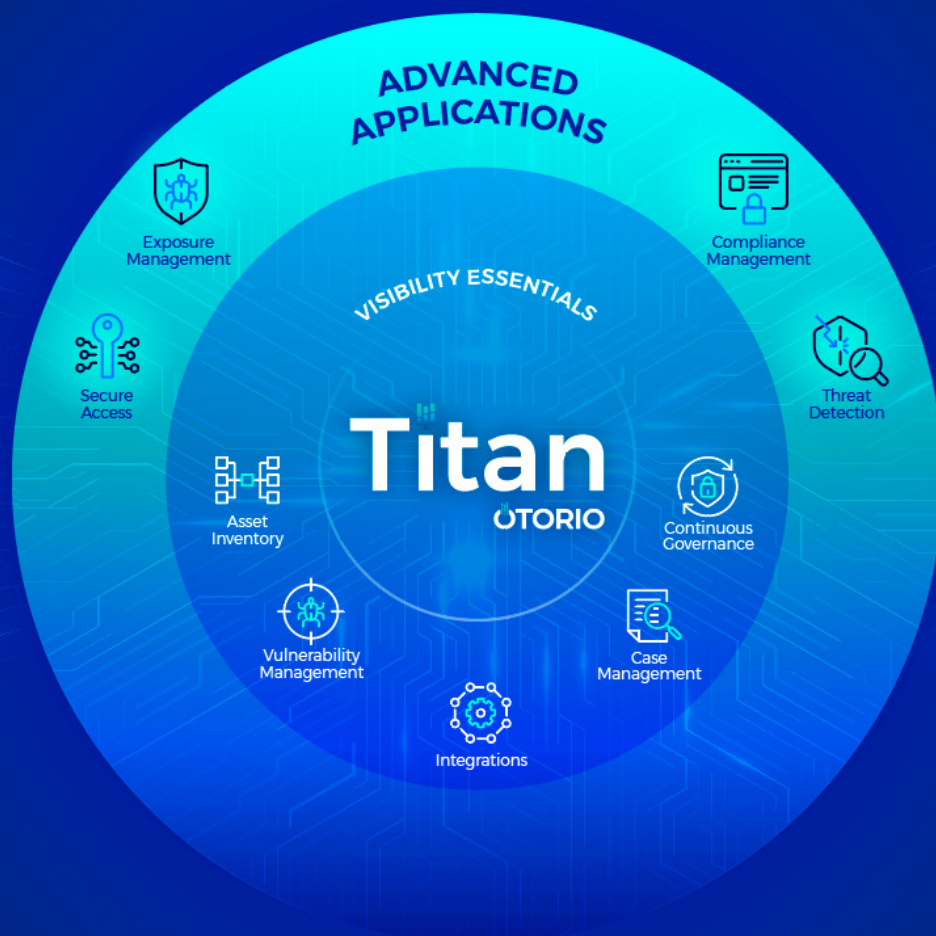 ADVANCED
APPLICATIONS
Exposure
Management
Compliance
Management
Secure
Access
Threat
Detection
VISIBILITY ESSENTIALS
Titan
OTORIO
Asset
Inventory
Continuous
Governance
Vulnerability
Management
Case
Management
Integrations